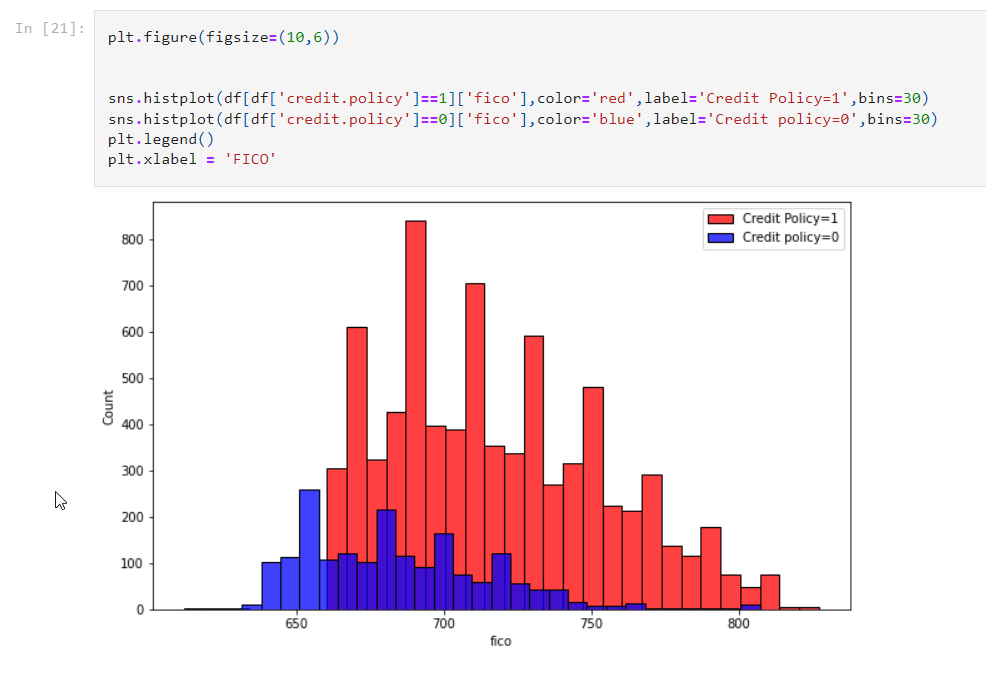 In [21]:
plt.figure(figsize=(10,6))
sns.histplot(df[df['credit.policy']==1]['fico'],color='red',label='Credit Policy=1',bins=30)
sns.histplot(df[df['credit.policy']==0]['fico'],color='blue',label='Credit policy=0',bins=30)
plt.legend()
plt.xlabel = 'FICO'
Credit Policy=1
Credit policy=0
800
700
600
500
400
300
200
100
0
Count
650 700 750 800
fico